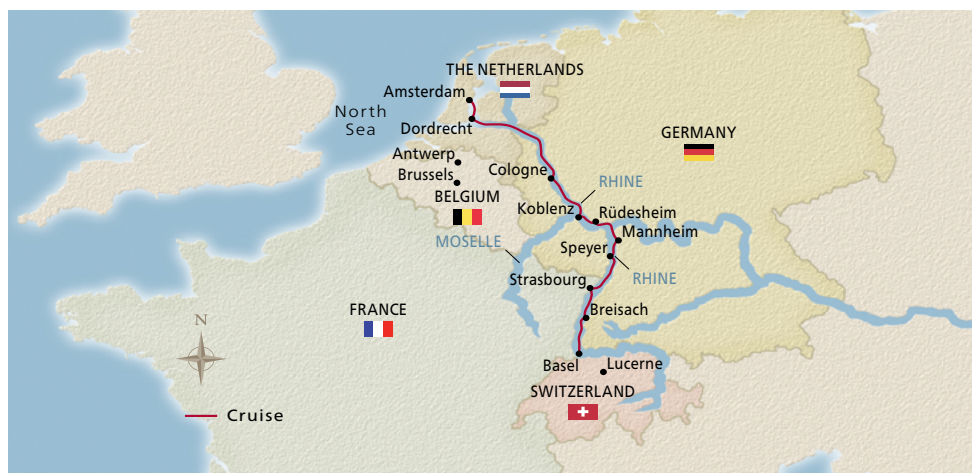 THE NETHERLANDS
Amsterdam
North
Sea
Dordrecht
GERMANY
Antwerp
Brussels
Cologne
RHINE
BELGIUM
Koblenz
Rüdesheim
Mannheim
MOSELLE
Speyer
RHINE
Strasbourg
FRANCE
Breisach
N
Basel
Lucerne
SWITZERLAND
Cruise